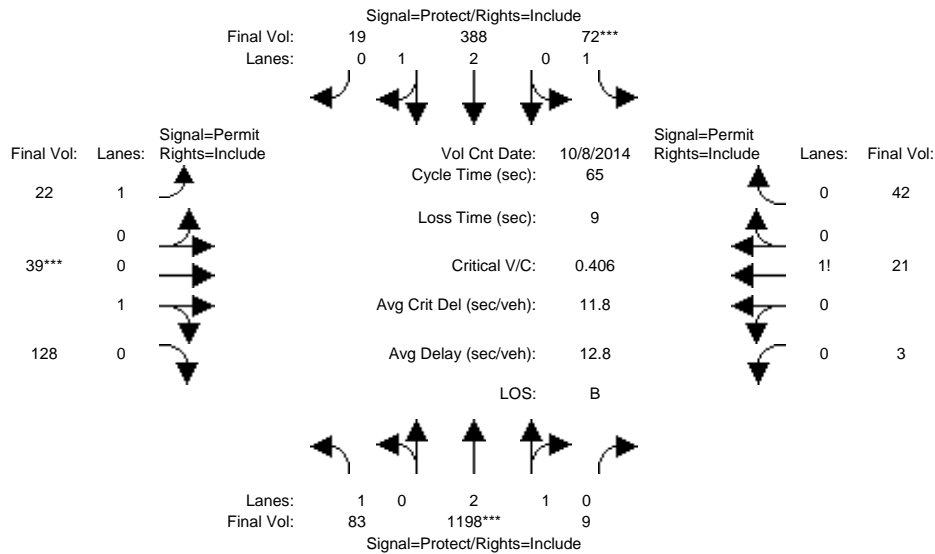 Signal=Protect/Rights=Include
Final Vol: 19 388 72***
Lanes: 0 1 2 0 1
Signal=Permit
Final Vol: Lanes: Rights=Include
Vol Cnt Date: 10/8/2014
Signal=Permit
Rights=Include Lanes: Final Vol:
Cycle Time (sec): 65
22 1
0 42
Loss Time (sec): 9
0
0
39*** 0
Critical V/C: 0.406
1! 21
1
Avg Crit Del (sec/veh): 11.8
0
128 0
Avg Delay (sec/veh): 12.8
0 3
LOS: B
Lanes: 1 0 2 1 0
Final Vol: 83 1198*** 9
Signal=Protect/Rights=Include